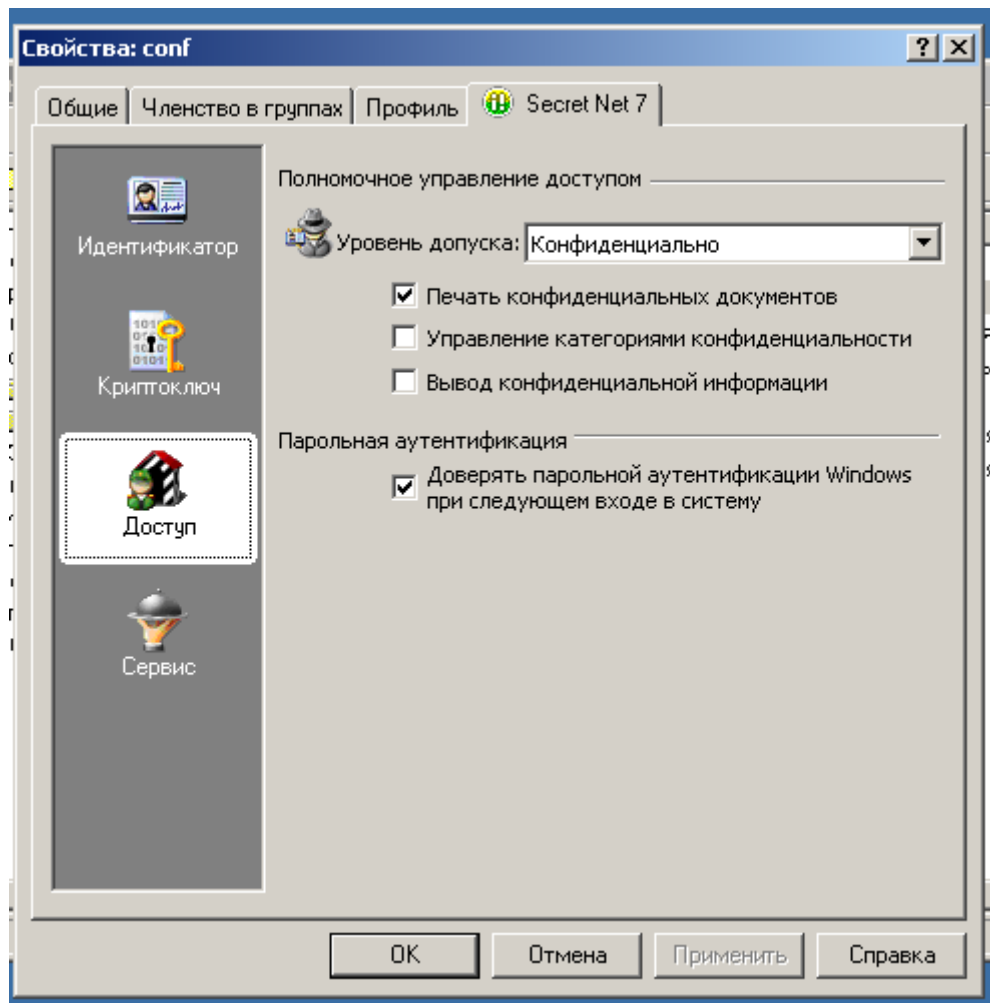 Свойства: conf
Общие
Членство в группах
Профиль
Secret Net 7
Идентификатор
Криптоключ
Доступ
Сервис
Полномочное управление доступом
Уровень допуска: Конфиденциально
Печать конфиденциальных документов
Управление категориями конфиденциальности
Вывод конфиденциальной информации
Парольная аутентификация
Доверять парольной аутентификации Windows
при следующем входе в систему
OK
Отмена
Применить
Справка